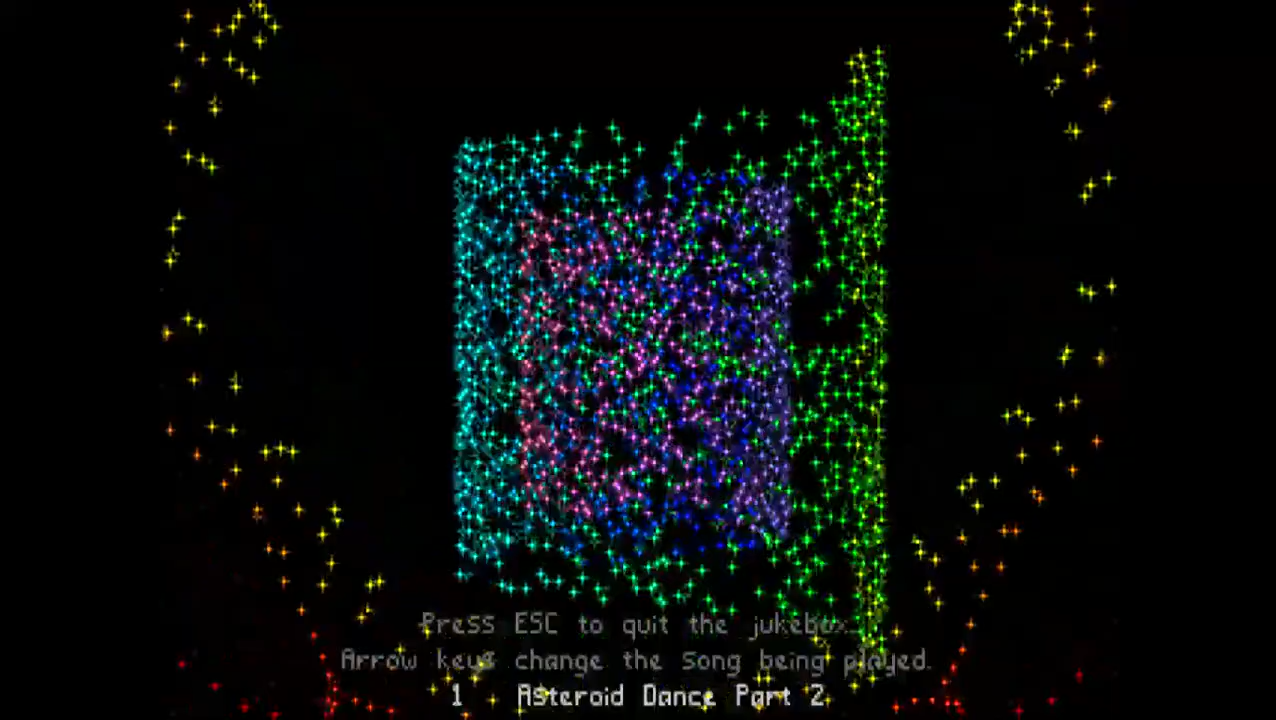 Press ESC to quit the jukebox.
Arrow keys change the song being played.
1 Asteroid Dance Part 2